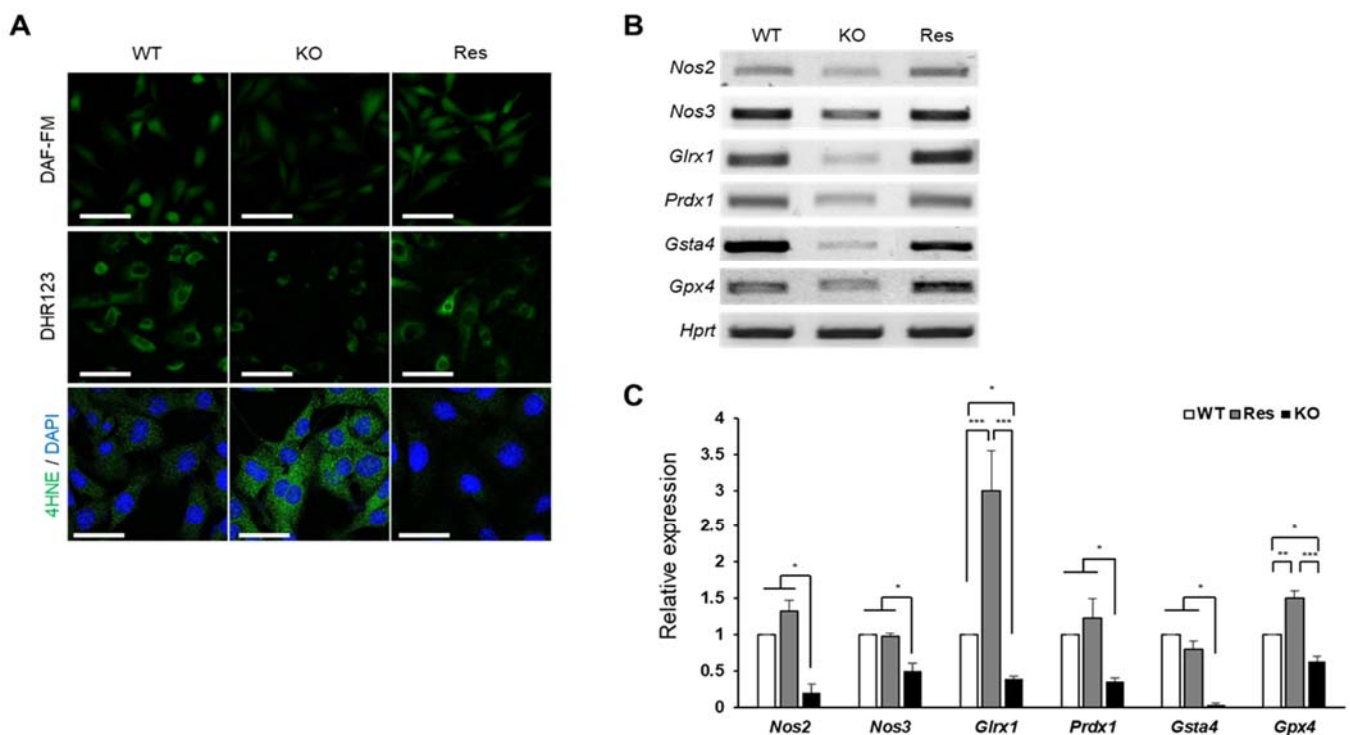 A
WT KO Res
DAF-FM
DHR123
4HNE / DAPI
B
WT KO Res
Nos2
Nos3
Glrx1
Prdx1
Gsta4
Gpx4
Hprt
C
WT Res KO
Relative expression
4
3.5
3
2.5
2
1.5
1
0.5
0
* * * *** *** * * * ** ***
Nos2 Nos3 Glrx1 Prdx1 Gsta4 Gpx4